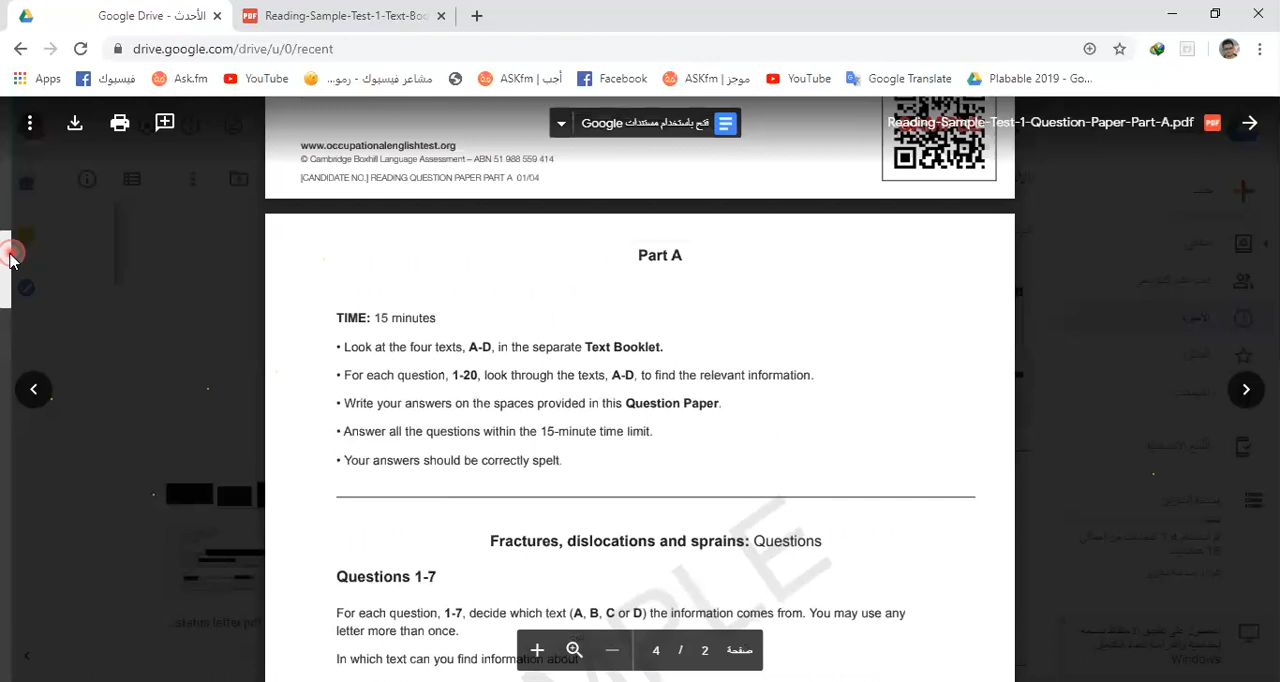 الأحدث - Google Drive
Reading-Sample-Test-1-Text-Boo
drive.google.com/drive/u/0/recent
Apps
فيسبوك
Ask.fm
YouTube
مشاعر فيسبوك - رمو...
ASKfm | أجب
Facebook
ASKfm | موجز
YouTube
Google Translate
Plabable 2019 - Go...
فتح باستخدام مستندات Google
Reading-Sample-Test-1-Question-Paper-Part-A.pdf
PDF
www.occupationalenglishtest.org
© Cambridge Boxhill Language Assessment – ABN 51 988 559 414
[CANDIDATE NO.] READING QUESTION PAPER PART A 01/04
Part A
TIME: 15 minutes
• Look at the four texts, A-D, in the separate Text Booklet.
• For each question, 1-20, look through the texts, A-D, to find the relevant information.
• Write your answers on the spaces provided in this Question Paper.
• Answer all the questions within the 15-minute time limit.
• Your answers should be correctly spelt.
Fractures, dislocations and sprains: Questions
Questions 1-7
For each question, 1-7, decide which text (A, B, C or D) the information comes from. You may use any
letter more than once.
In which text can you find information about
صفحة 2 / 4
Windows